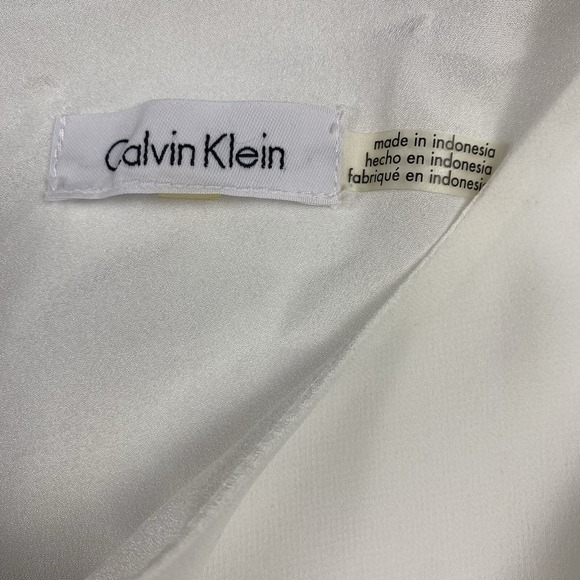 Calvin Klein
made in indonesia
hecho en indonesia
fabriqué en indonesia